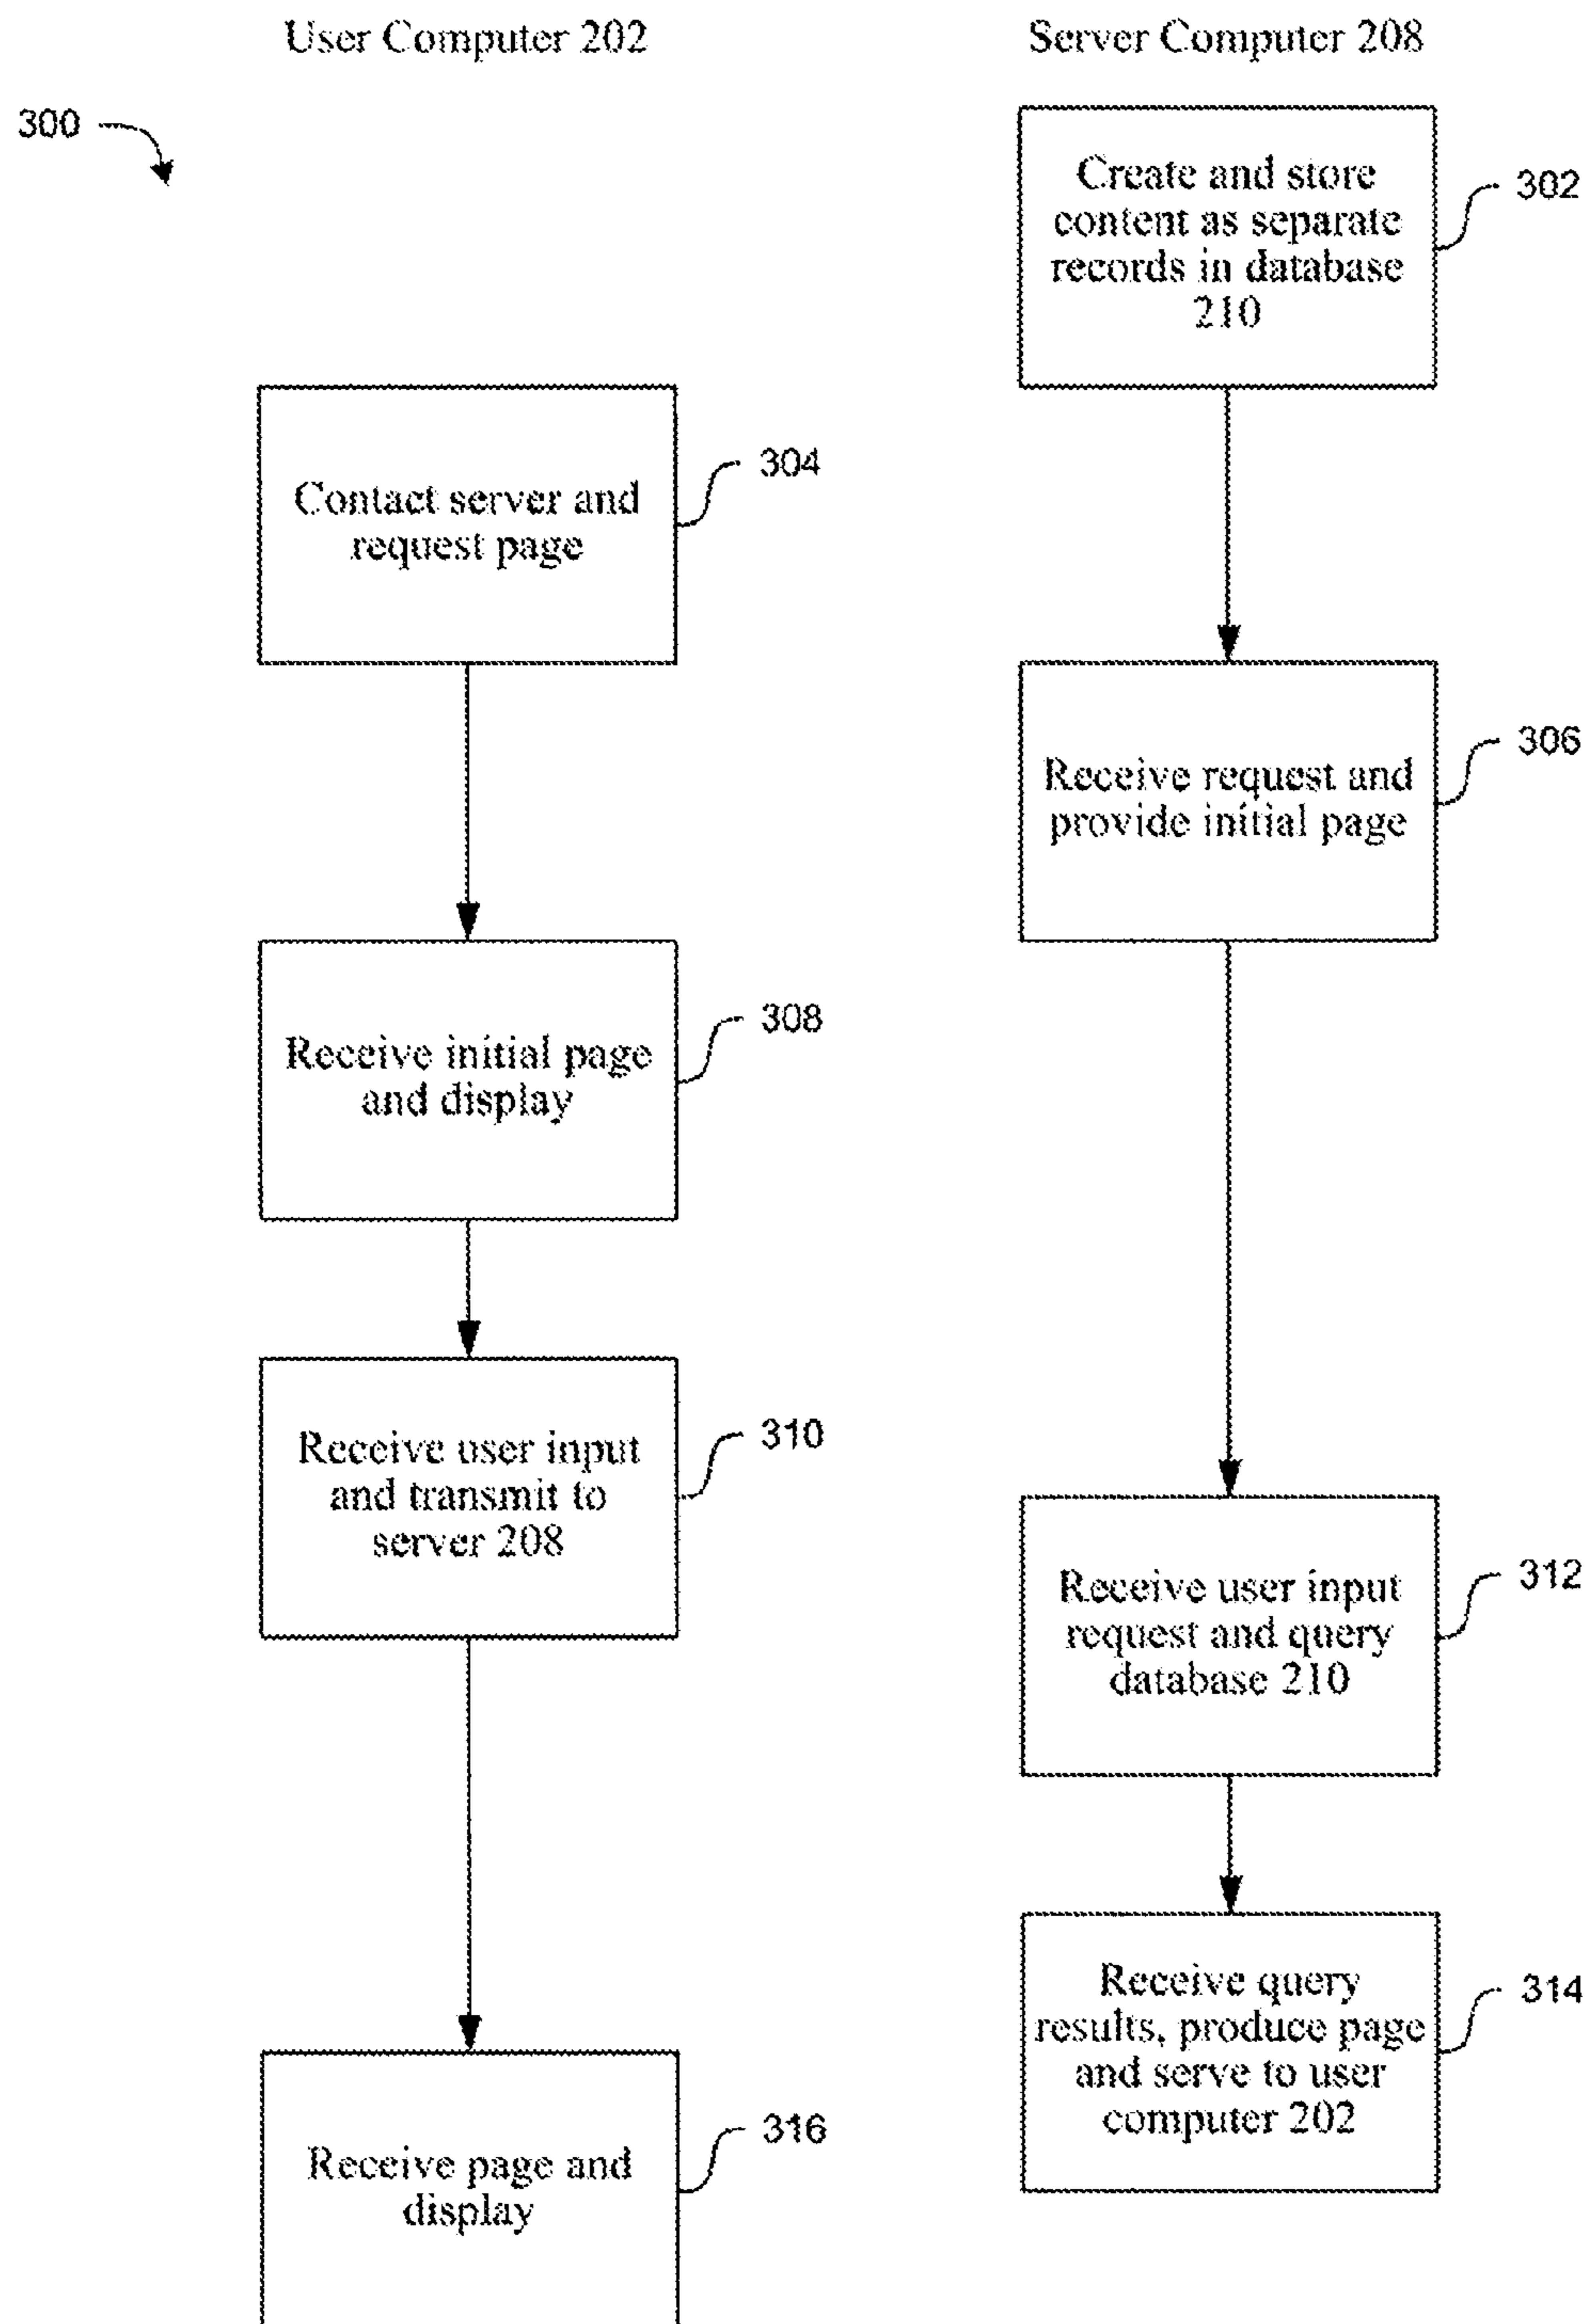 User Computer 202
Server Computer 208
300
Create and store
content as separate
records in database
210
302
Contact server and
request page
304
Receive request and
provide initial page
306
Receive initial page
and display
308
Receive user input
and transmit to
server 208
310
Receive user input
request and query
database 210
312
Receive query
results, produce page
and serve to user
computer 202
314
Receive page and
display
316